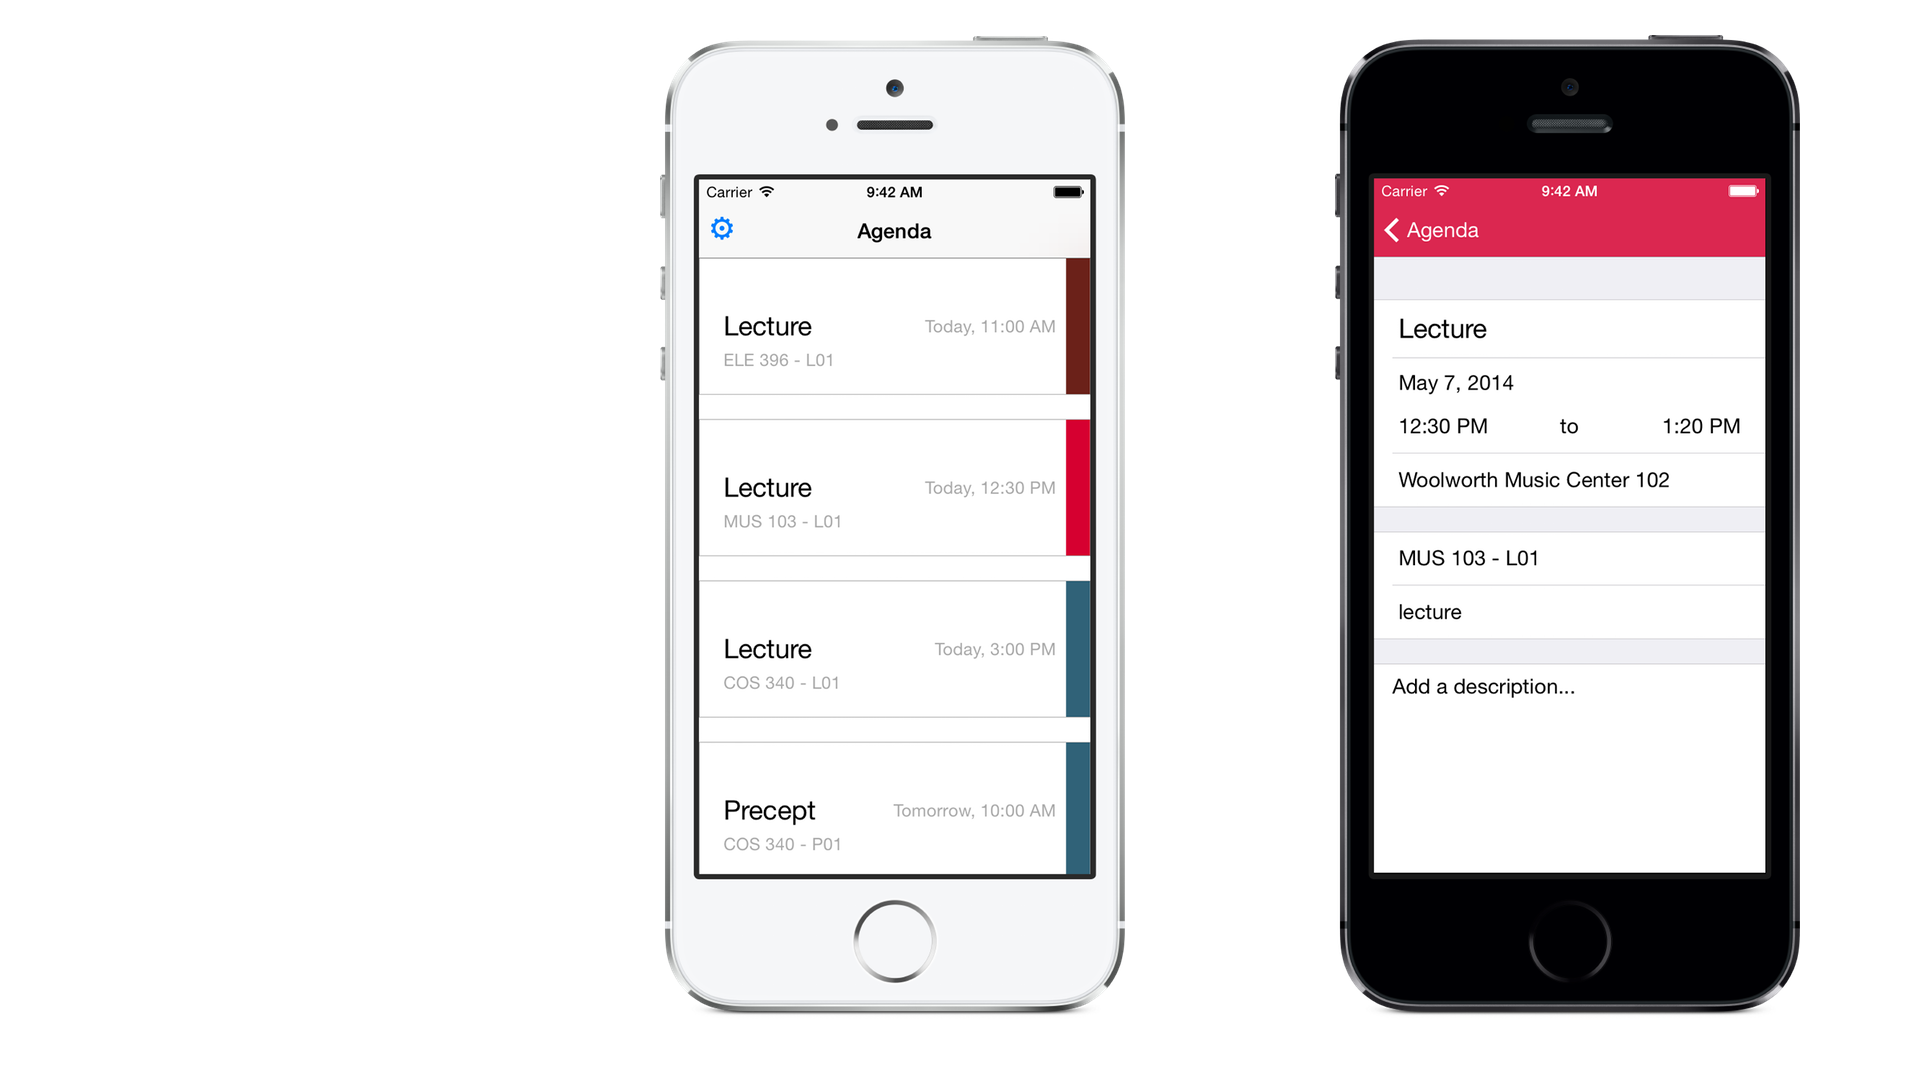 Carrier 9:42 AM
Agenda
Lecture Today, 11:00 AM
ELE 396 - L01
Lecture Today, 12:30 PM
MUS 103 - L01
Lecture Today, 3:00 PM
COS 340 - L01
Precept Tomorrow, 10:00 AM
COS 340 - P01
Carrier 9:42 AM
Agenda
Lecture
May 7, 2014
12:30 PM to 1:20 PM
Woolworth Music Center 102
MUS 103 - L01
lecture
Add a description...